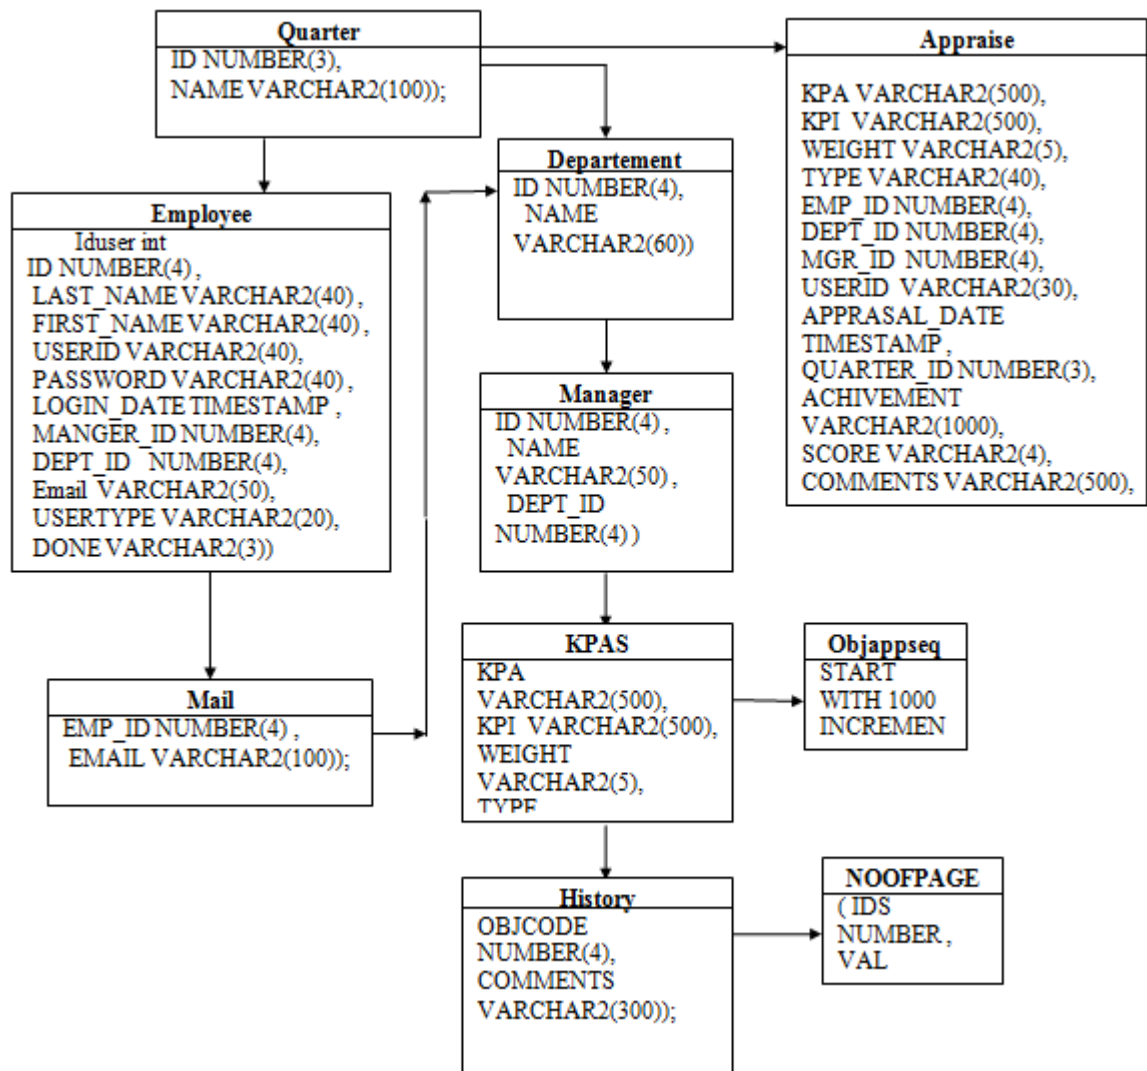 Quarter
ID NUMBER(3),
NAME VARCHAR2(100));
Appraise
KPA VARCHAR2(500),
KPI VARCHAR2(500),
WEIGHT VARCHAR2(5),
TYPE VARCHAR2(40),
EMP_ID NUMBER(4),
DEPT_ID NUMBER(4),
MGR_ID NUMBER(4),
USERID VARCHAR2(30),
APPRASAL_DATE
TIMESTAMP,
QUARTER_ID NUMBER(3),
ACHIVEMENT
VARCHAR2(1000),
SCORE VARCHAR2(4),
COMMENTS VARCHAR2(500),
Departement
ID NUMBER(4),
NAME
VARCHAR2(60))
Employee
Iduser int
ID NUMBER(4) ,
LAST_NAME VARCHAR2(40) ,
FIRST_NAME VARCHAR2(40) ,
USERID VARCHAR2(40),
PASSWORD VARCHAR2(40) ,
LOGIN_DATE TIMESTAMP ,
MANGER_ID NUMBER(4),
DEPT_ID NUMBER(4),
Email VARCHAR2(50),
USERTYPE VARCHAR2(20),
DONE VARCHAR2(3))
Manager
ID NUMBER(4) ,
NAME
VARCHAR2(50) ,
DEPT_ID
NUMBER(4) )
KPAS
KPA
VARCHAR2(500),
KPI VARCHAR2(500),
WEIGHT
VARCHAR2(5),
TYPE
Objappseq
START
WITH 1000
INCREMEN
Mail
EMP_ID NUMBER(4) ,
EMAIL VARCHAR2(100));
History
OBJCODE
NUMBER(4),
COMMENTS
VARCHAR2(300));
NOOFPAGE
( IDS
NUMBER ,
VAL